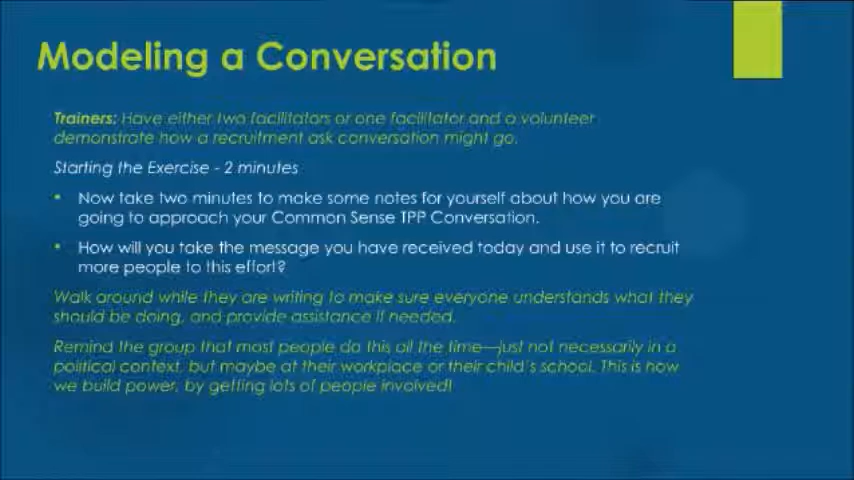 Modeling a Conversation
Trainers: Have either two facilitators or one facilitator and a volunteer
demonstrate how a recruitment ask conversation might go.
Starting the Exercise - 2 minutes
• Now take two minutes to make some notes for yourself about how you are
going to approach your Common Sense TPP Conversation.
• How will you take the message you have received today and use it to recruit
more people to this effort?
Walk around while they are writing to make sure everyone understands what they
should be doing, and provide assistance if needed.
Remind the group that most people do this all the time—just not necessarily in a
political context, but maybe at their workplace or their child's school. This is how
we build power, by getting lots of people involved!